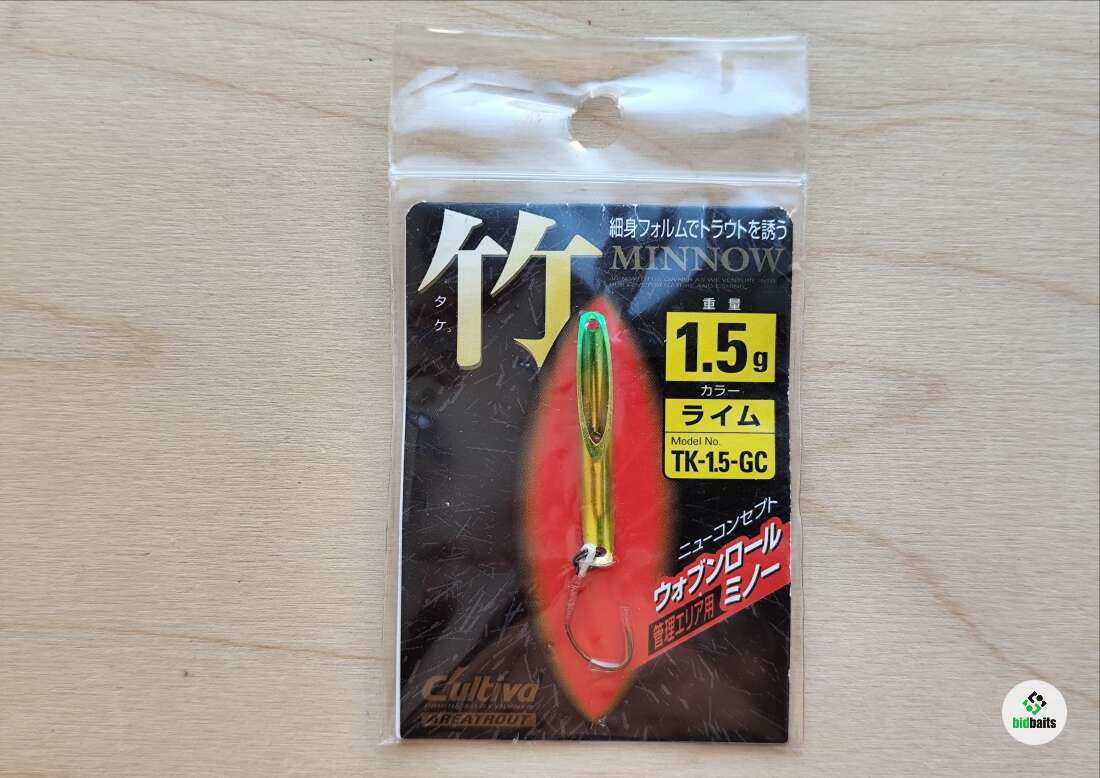 竹
タケ
細身フォルムでトラウトを誘う
MINNOW
重量
1.5g
カラー
ライム
Model No.
TK-1.5-GC
ニューコンセプト
ウォブンロール
ミノー
管理エリア用
Cultiva
AREATROUT
bidbaits